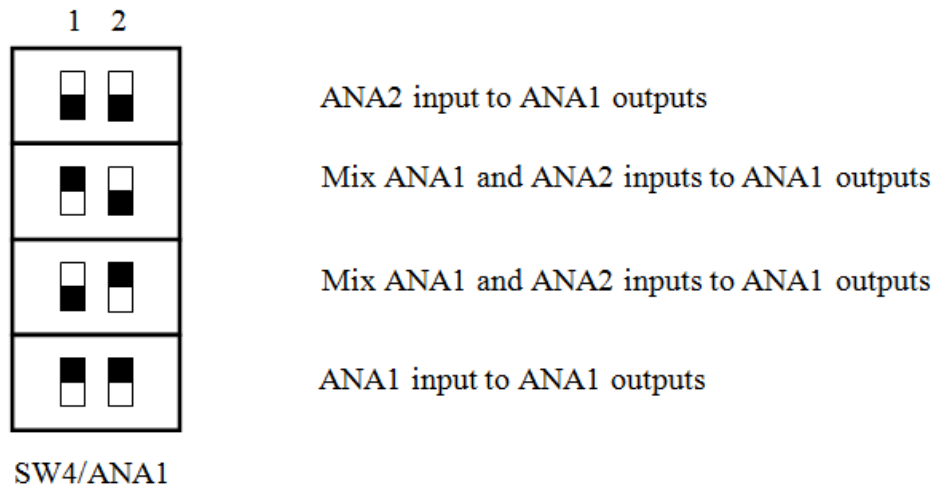 1 2
ANA2 input to ANA1 outputs
Mix ANA1 and ANA2 inputs to ANA1 outputs
Mix ANA1 and ANA2 inputs to ANA1 outputs
ANA1 input to ANA1 outputs
SW4/ANA1